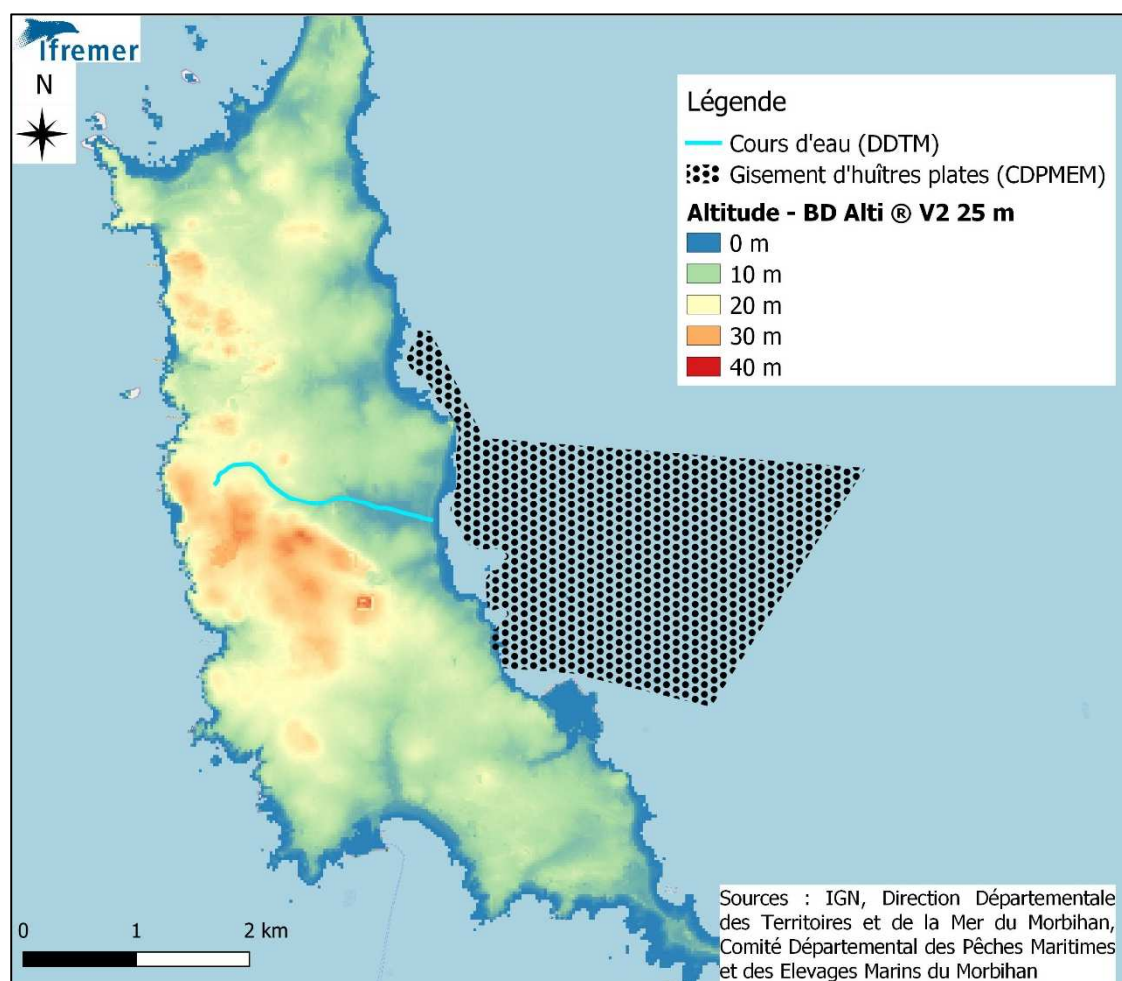 Ifremer
N
Légende
Cours d'eau (DDTM)
Gisement d'huîtres plates (CDPMEM)
Altitude - BD Alti ® V2 25 m
0 m
10 m
20 m
30 m
40 m
0 1 2 km
Sources : IGN, Direction Départementale
des Territoires et de la Mer du Morbihan,
Comité Départemental des Pêches Maritimes
et des Elevages Marins du Morbihan